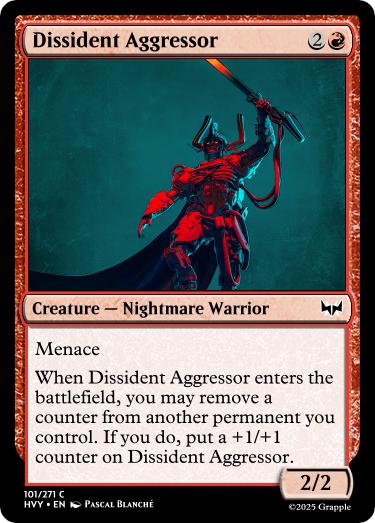 Dissident Aggressor 2
Creature — Nightmare Warrior
Menace
When Dissident Aggressor enters the
battlefield, you may remove a
counter from another permanent you
control. If you do, put a +1/+1
counter on Dissident Aggressor.
2/2
101/271 C
HVY • EN Pascal Blanché
©2025 Grapple